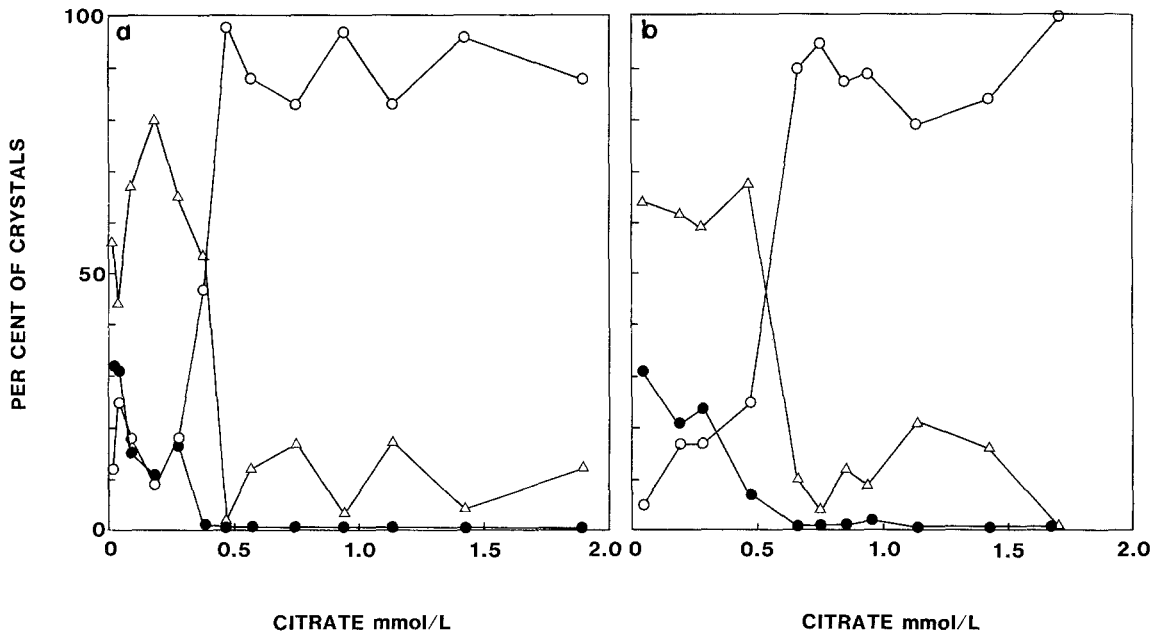 100
50
0
PER CENT OF CRYSTALS
a
0 0.5 1.0 1.5 2.0
CITRATE mmol/L
b
0 0.5 1.0 1.5 2.0
CITRATE mmol/L